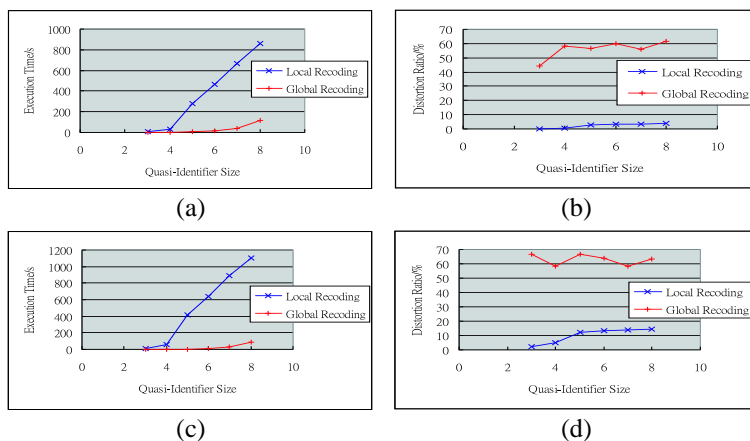 1000
800
600
400
200
0
Execution Time/s
0 2 4 6 8 10
Quasi-Identifier Size
Local Recoding
Global Recoding
(a)
70
60
50
40
30
20
10
0
Distortion Ratio/%
0 2 4 6 8 10
Quasi-Identifier Size
Local Recoding
Global Recoding
(b)
1200
1000
800
600
400
200
0
Execution Time/s
0 2 4 6 8 10
Quasi-Identifier Size
Local Recoding
Global Recoding
(c)
70
60
50
40
30
20
10
0
Distortion Ratio/%
0 2 4 6 8 10
Quasi-Identifier Size
Local Recoding
Global Recoding
(d)